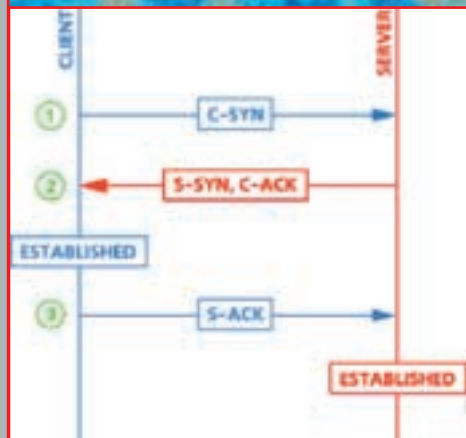 CLIENT
SERVER
1
C-SYN
2
S-SYN, C-ACK
ESTABLISHED
3
S-ACK
ESTABLISHED